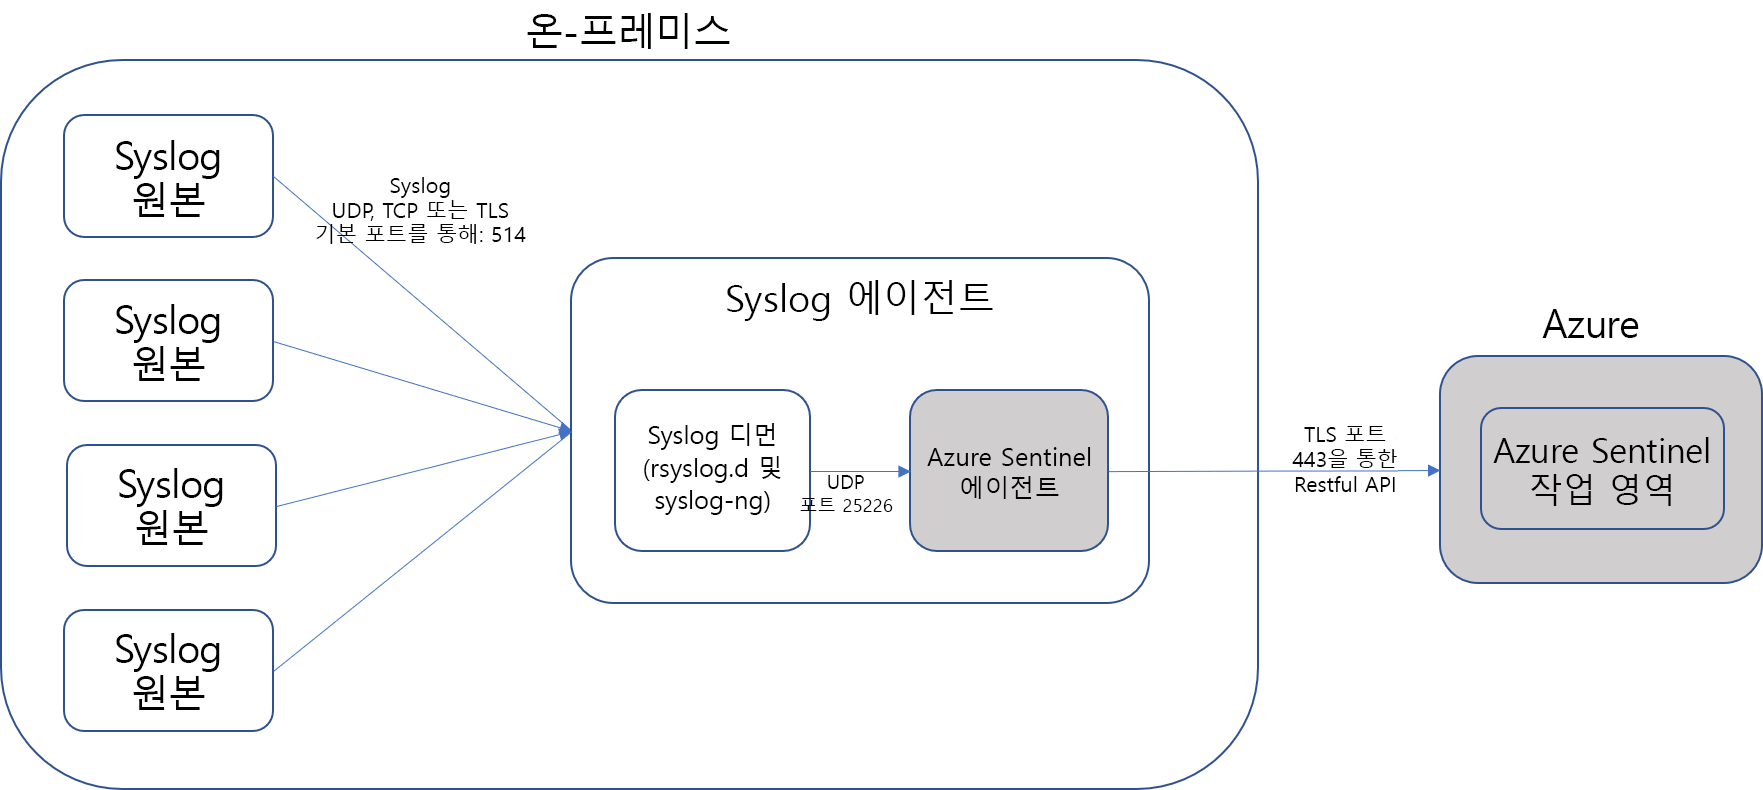 온-프레미스
Syslog
원본
Syslog
UDP, TCP 또는 TLS
기본 포트를 통해: 514
Syslog
원본
Syslog
원본
Syslog
원본
Syslog 에이전트
Syslog 디먼
(rsyslog.d 및
syslog-ng)
UDP
포트 25226
Azure Sentinel
에이전트
TLS 포트
443을 통한
Restful API
Azure
Azure Sentinel
작업 영역